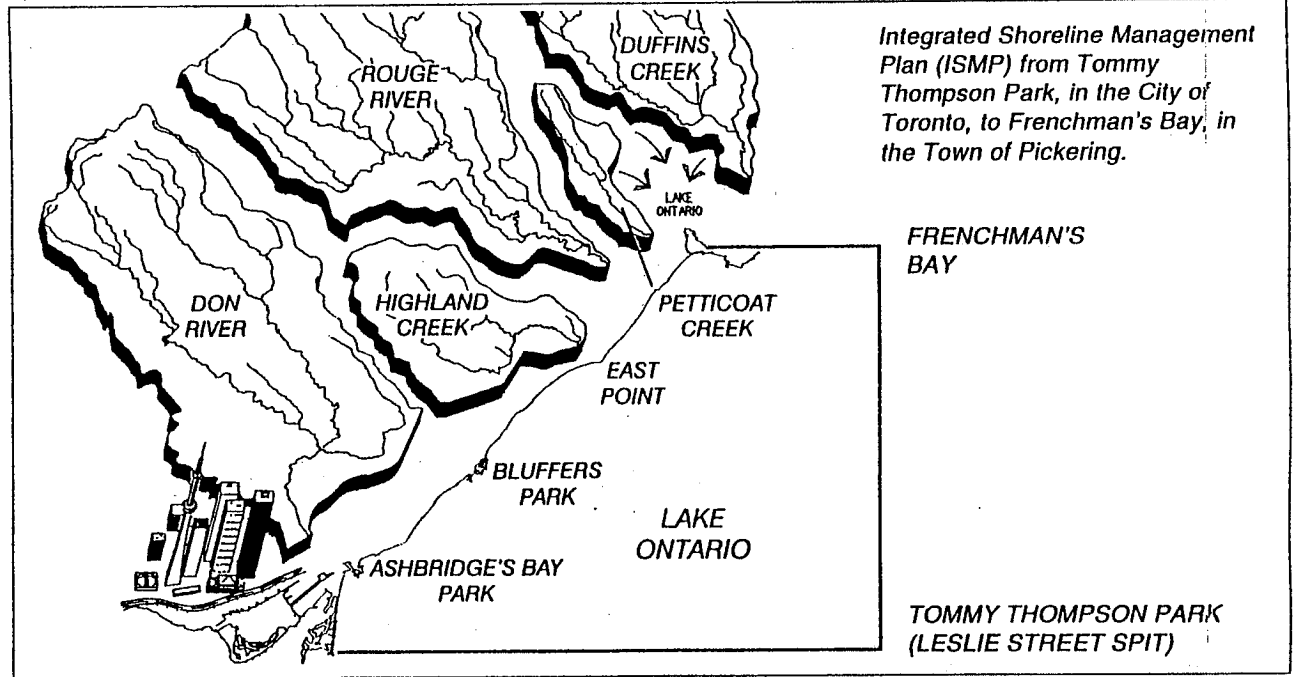 Integrated Shoreline Management
Plan (ISMP) from Tommy
Thompson Park, in the City of
Toronto, to Frenchman's Bay, in
the Town of Pickering.
DUFFINS
CREEK
ROUGE
RIVER
LAKE
ONTARIO
FRENCHMAN'S
BAY
DON
RIVER
HIGHLAND
CREEK
PETTICOAT
CREEK
EAST
POINT
BLUFFERS
PARK
LAKE
ONTARIO
ASHBRIDGE'S BAY
PARK
TOMMY THOMPSON PARK
(LESLIE STREET SPIT)